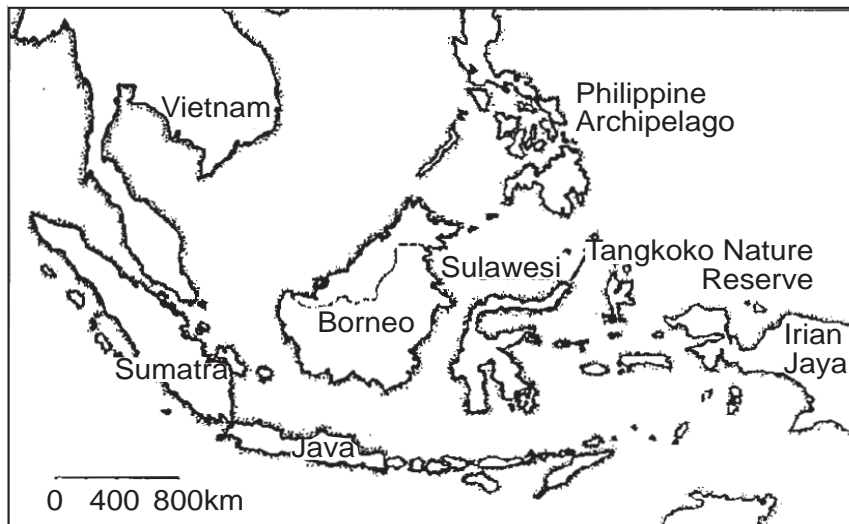 Vietnam
Philippine
Archipelago
Sulawesi
Tangkoko Nature
Reserve
Borneo
Irian
Jaya
Sumatra
Java
0 400 800km